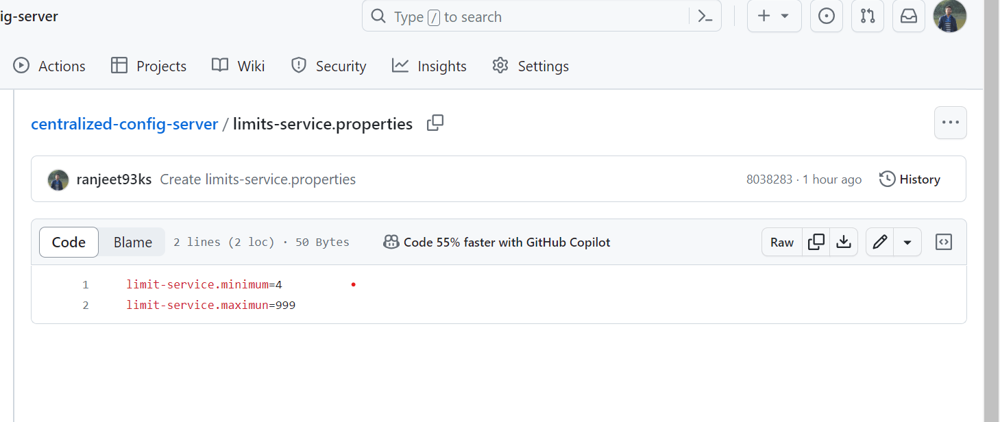 ig-server
Type / to search
Actions Projects Wiki Security Insights Settings
centralized-config-server / limits-service.properties
ranjeet93ks Create limits-service.properties 8038283 · 1 hour ago History
Code Blame 2 lines (2 loc) · 50 Bytes Code 55% faster with GitHub Copilot Raw
1 limit-service.minimum=4
2 limit-service.maximun=999